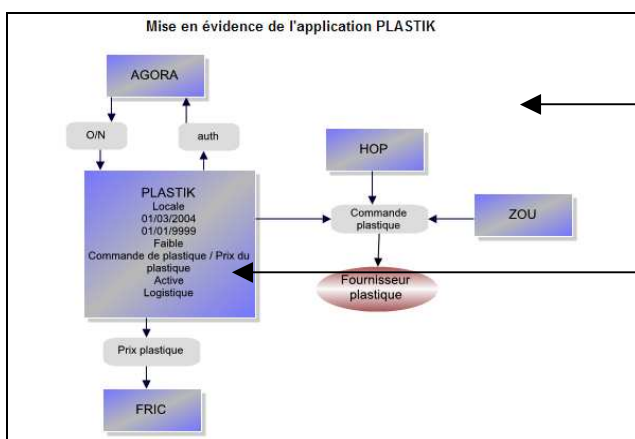 Mise en évidence de l'application PLASTIK
AGORA
O/N
auth
HOP
PLASTIK
Locale
01/03/2004
01/01/9999
Faible
Commande de plastique / Prix du
plastique
Active
Logistique
Commande
plastique
ZOU
Fournisseur
plastique
Prix plastique
FRIC